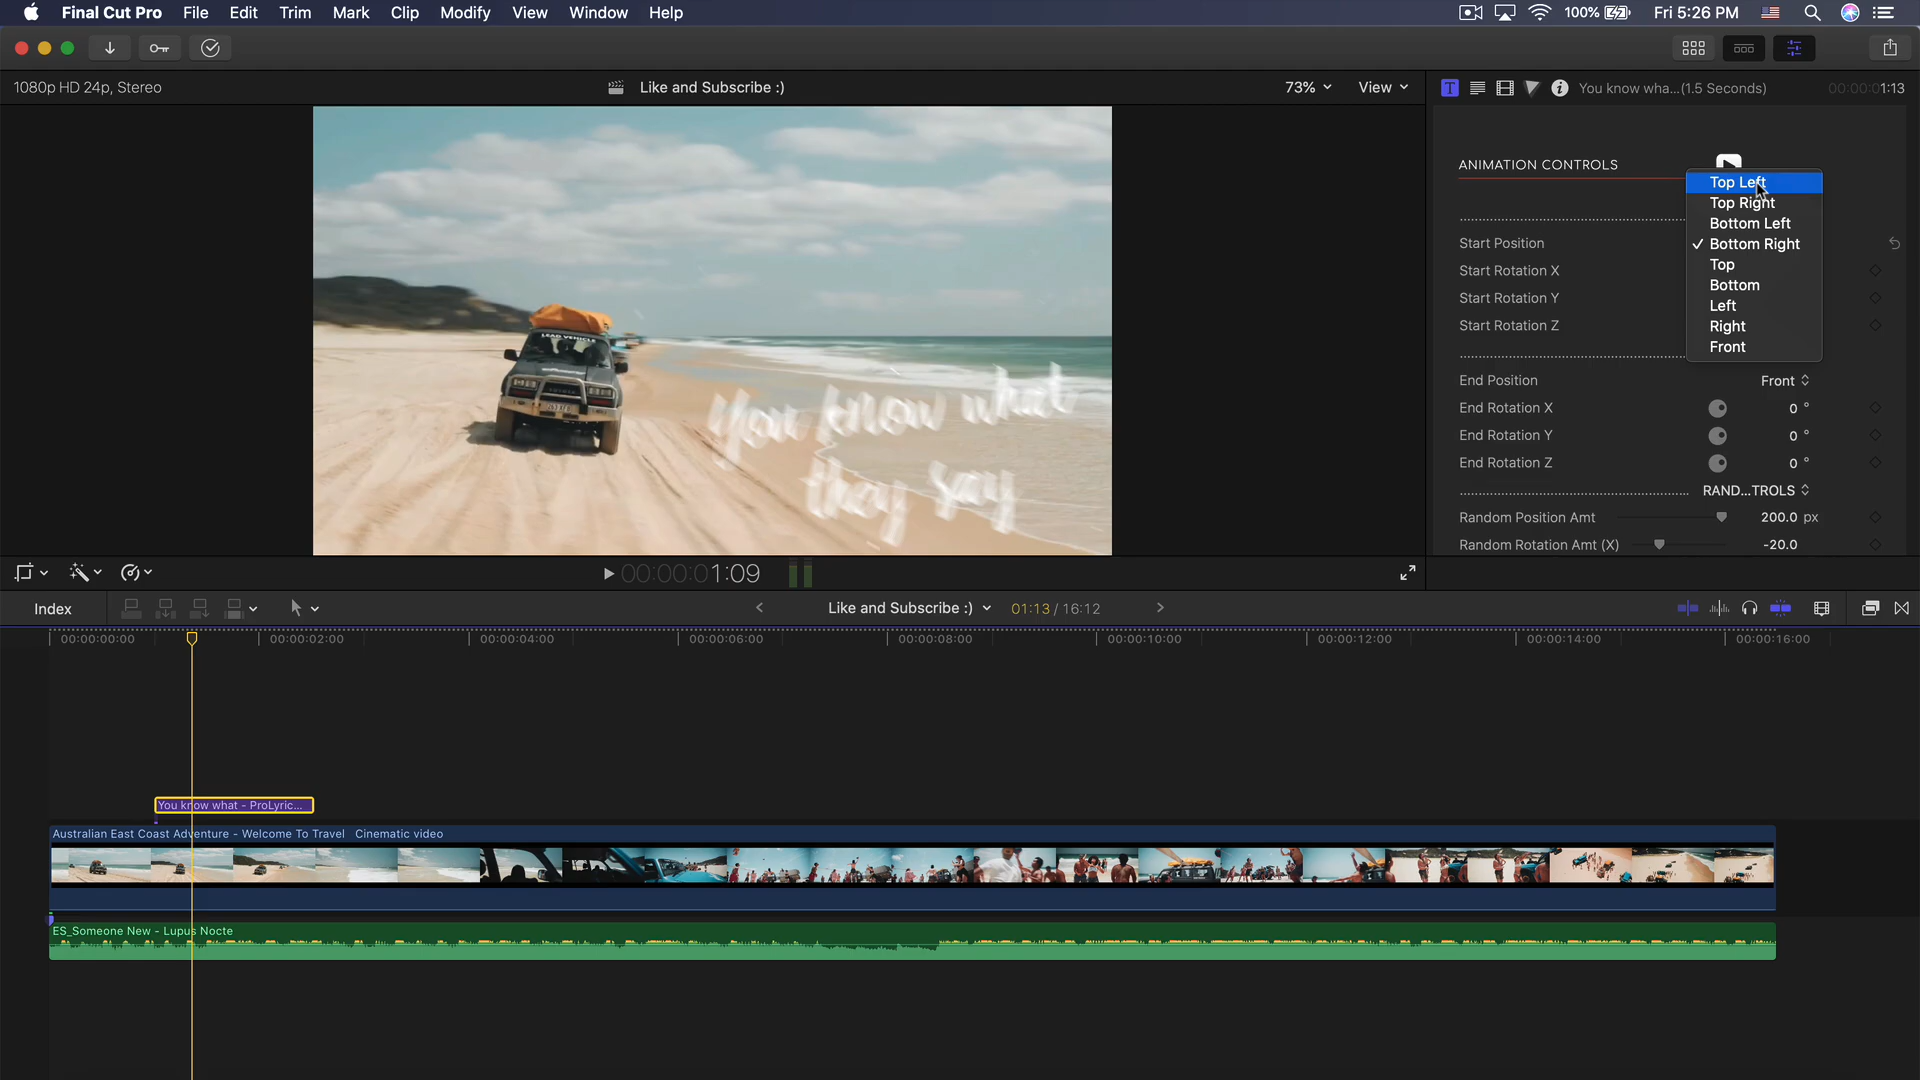 Final Cut Pro File Edit Trim Mark Clip Modify View Window Help 100% Fri 5:26 PM
1080p HD 24p, Stereo Like and Subscribe :) 73% View You know wha...(1.5 Seconds) 00:00:01:13
LEAD VEHICLE
You know what
they say
ANIMATION CONTROLS
Top Left
Top Right
Bottom Left
Bottom Right
Top
Bottom
Left
Right
Front
Start Position
Start Rotation X
Start Rotation Y
Start Rotation Z
End Position Front
End Rotation X 0 °
End Rotation Y 0 °
End Rotation Z 0 °
RAND...TROLS
Random Position Amt 200.0 px
Random Rotation Amt (X) -20.0
00:00:01:09
Index Like and Subscribe :) 01:13 / 16:12
00:00:00:00 00:00:02:00 00:00:04:00 00:00:06:00 00:00:08:00 00:00:10:00 00:00:12:00 00:00:14:00 00:00:16:00
You know what - ProLyric...
Australian East Coast Adventure - Welcome To Travel Cinematic video
ES_Someone New - Lupus Nocte